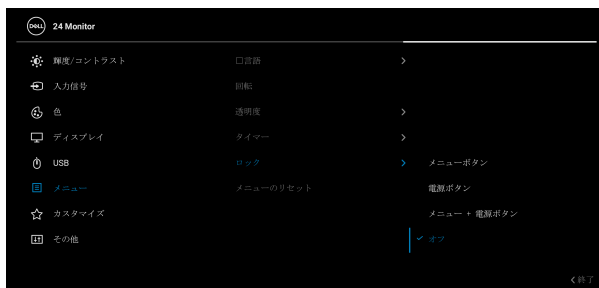 DELL 24 Monitor
輝度/コントラスト
入力信号
色
ディスプレイ
USB
メニュー
カスタマイズ
その他
口言語
回転
透明度
タイマー
ロック
メニューのリセット
メニューボタン
電源ボタン
メニュー + 電源ボタン
オフ
終了